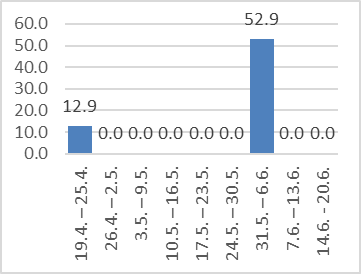 60.0
50.0
40.0
30.0
20.0
10.0
0.0
12.9
0.0 0.0 0.0 0.0 0.0
52.9
0.0 0.0
19.4. – 25.4.
26.4. – 2.5.
3.5. – 9.5.
10.5. – 16.5.
17.5. – 23.5.
24.5. – 30.5.
31.5. – 6.6.
7.6. – 13.6.
14.6. - 20.6.